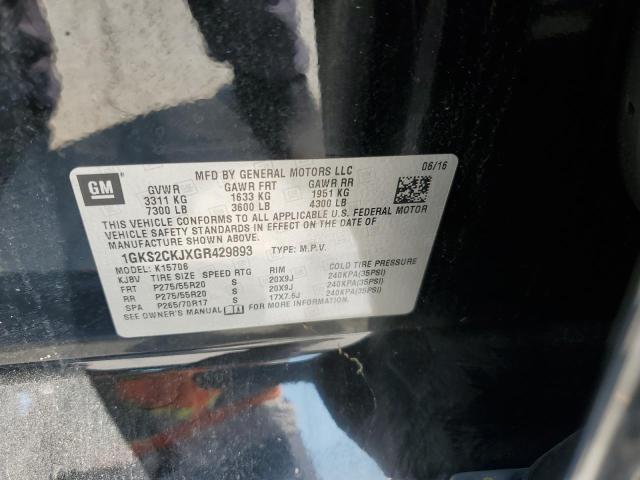 MFD BY GENERAL MOTORS LLC 06/16
GM
GVWR GAWR FRT GAWR RR
3311 KG 1633 KG 1951 KG
7300 LB 3600 LB 4300 LB
THIS VEHICLE CONFORMS TO ALL APPLICABLE U.S. FEDERAL MOTOR
VEHICLE SAFETY AND THEFT PREVENTION STANDARDS IN EFFECT ON
THE DATE OF MANUFACTURE SHOWN ABOVE.
1GKS2CKJXGR429893 TYPE: M.P.V.
MODEL: K15706
KJ8V TIRE SIZE SPEED RTG RIM COLD TIRE PRESSURE
FRT P275/55R20 S 20X9J 240KPA(35PSI)
RR P275/55R20 S 20X9J 240KPA(35PSI)
SPA P265/70R17 S 17X7.5J 240KPA(35PSI)
SEE OWNER'S MANUAL